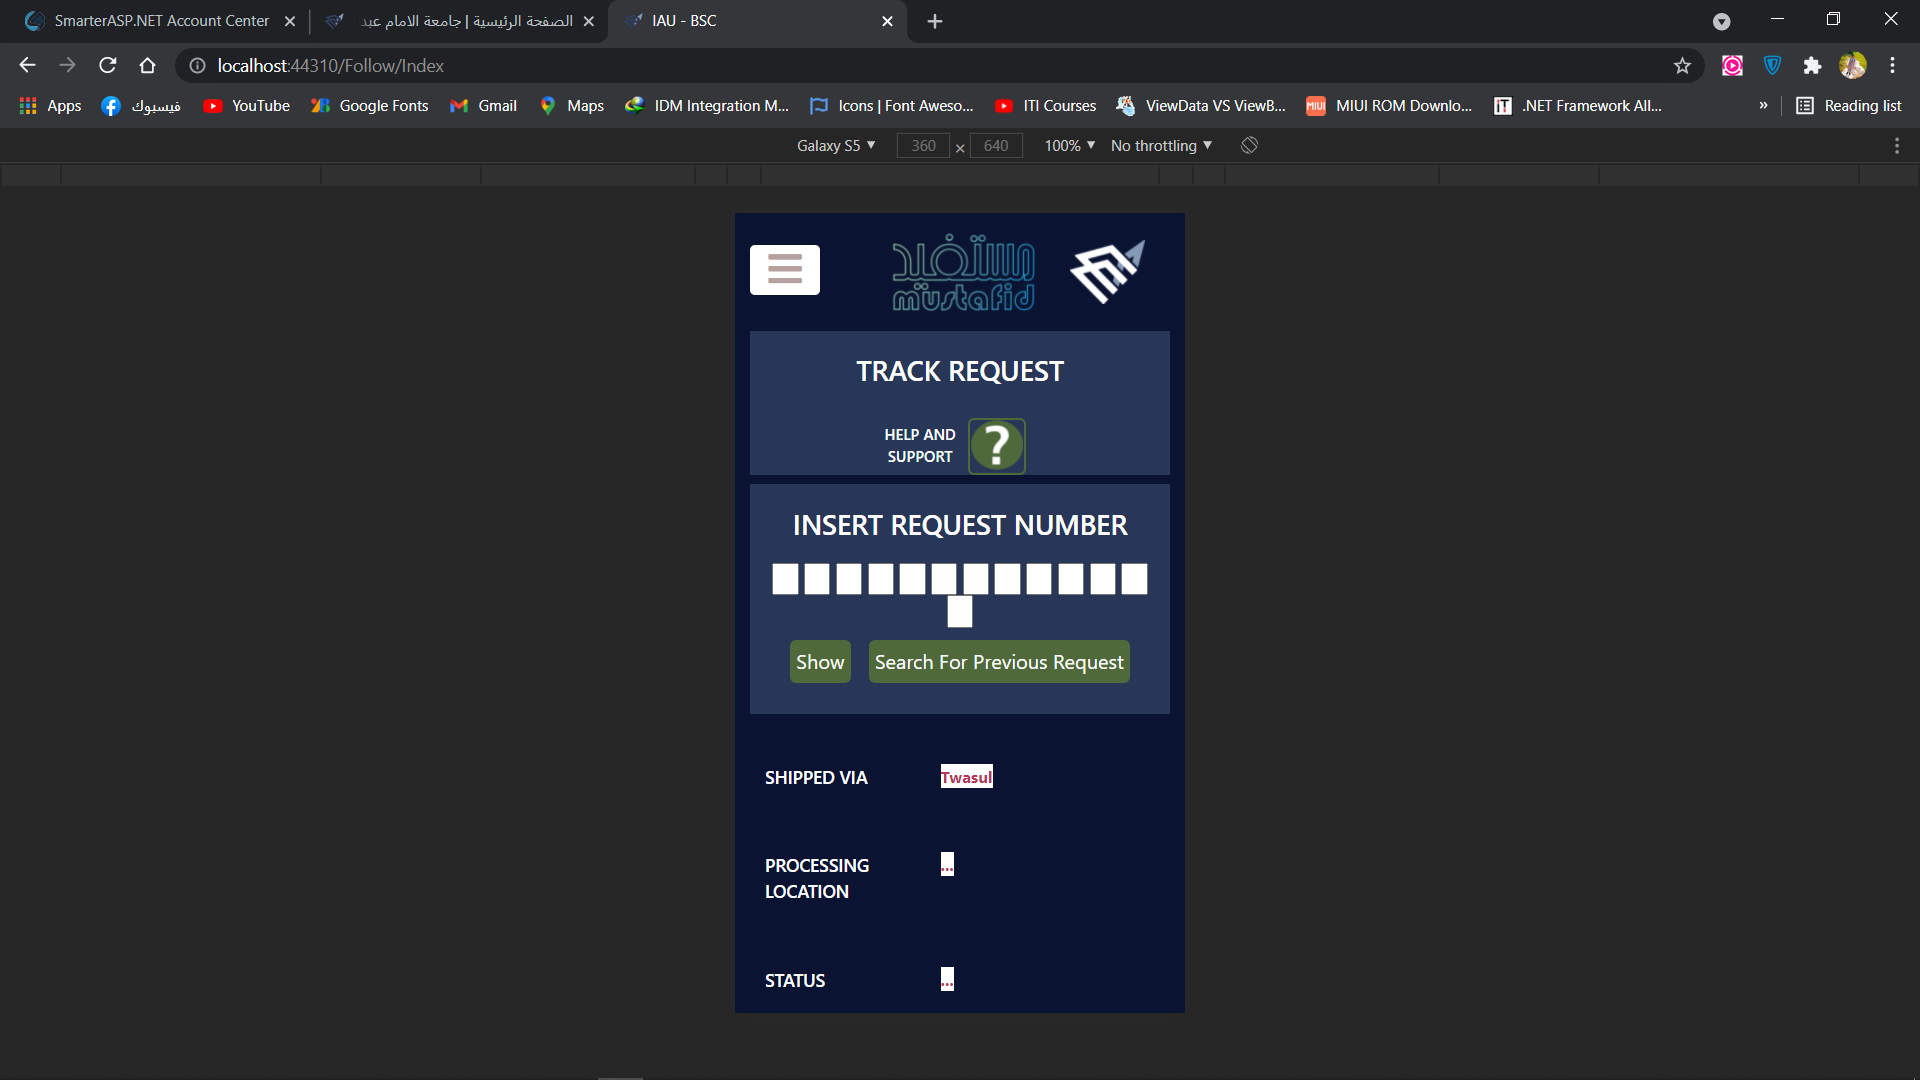 SmarterASP.NET Account Center
الصفحة الرئيسية | جامعة الامام عبد
IAU - BSC
localhost:44310/Follow/Index
Apps
فيسبوك
YouTube
Google Fonts
Gmail
Maps
IDM Integration M...
Icons | Font Aweso...
ITI Courses
ViewData VS ViewB...
MIUI
MIUI ROM Downlo...
iT
.NET Framework All...
»
Reading list
Galaxy S5
360 × 640
100%
No throttling
مستفيد
mustafid
TRACK REQUEST
HELP AND
SUPPORT
?
INSERT REQUEST NUMBER
Show
Search For Previous Request
SHIPPED VIA
Twasul
PROCESSING
LOCATION
...
STATUS
...